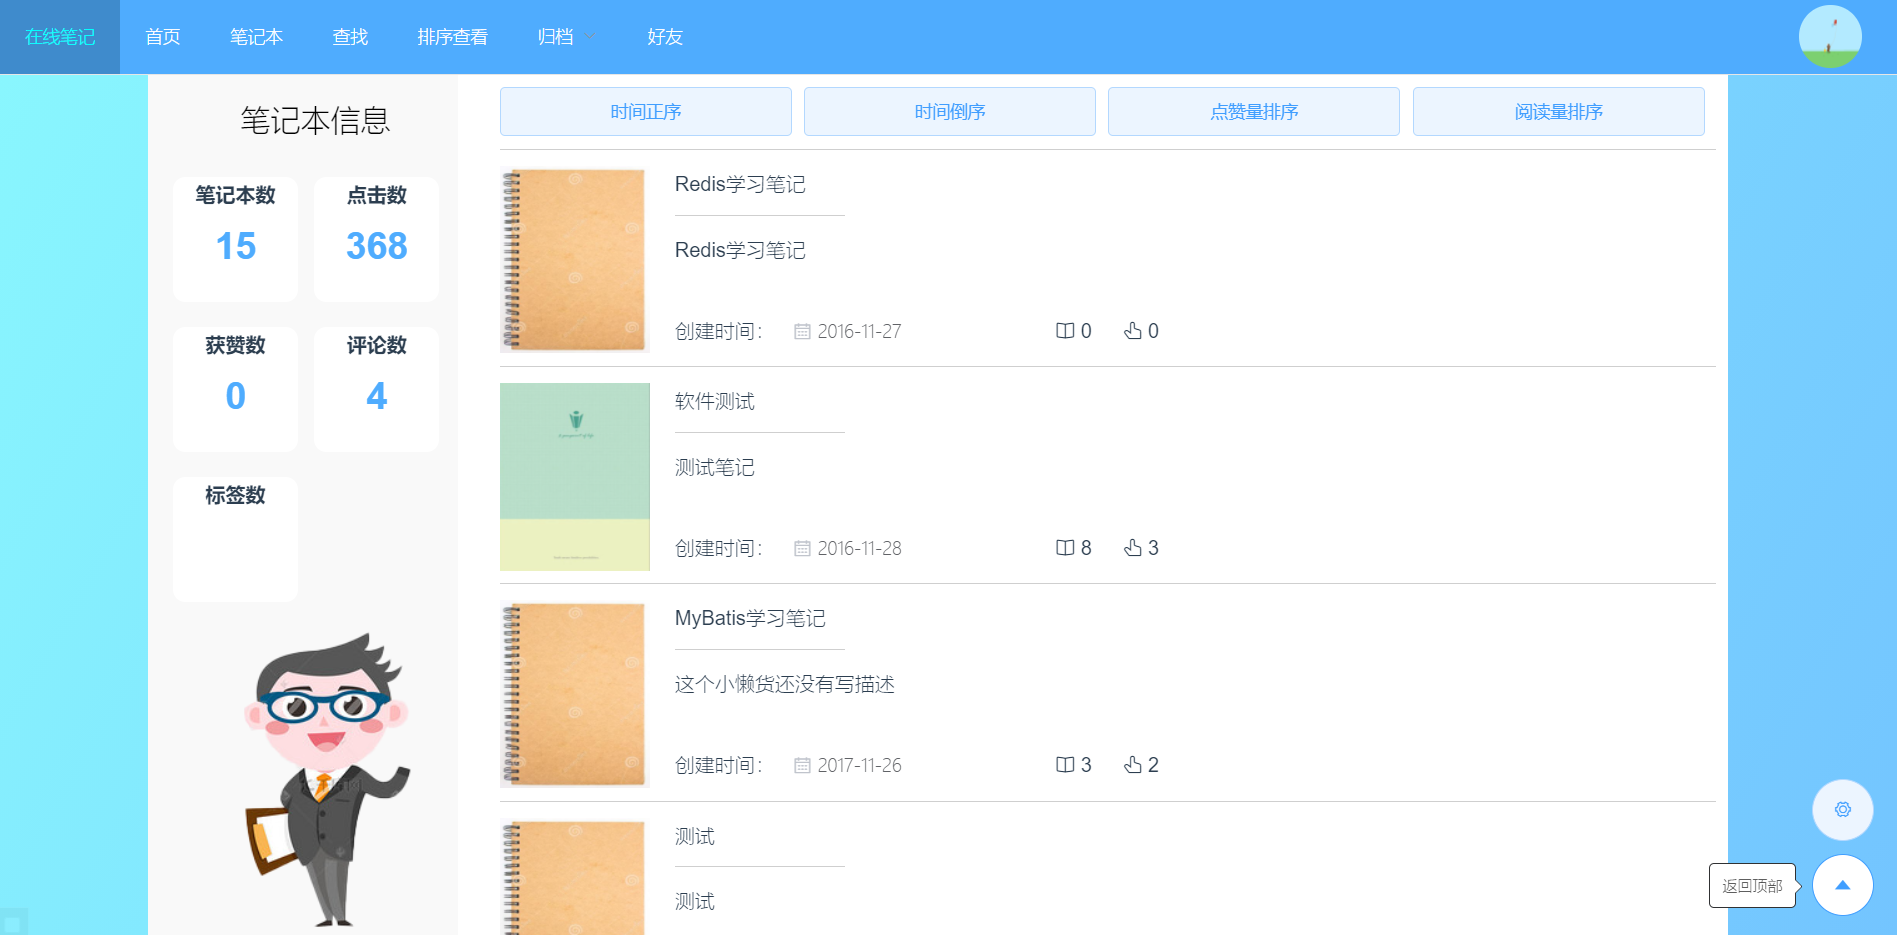 在线笔记 首页 笔记本 查找 排序查看 归档 好友
笔记本信息
笔记本数 点击数
15 368
获赞数 评论数
0 4
标签数
时间正序 时间倒序 点赞量排序 阅读量排序
Redis学习笔记
Redis学习笔记
创建时间： 2016-11-27 0 0
软件测试
测试笔记
创建时间： 2016-11-28 8 3
MyBatis学习笔记
这个小懒货还没有写描述
创建时间： 2017-11-26 3 2
测试
测试
返回顶部